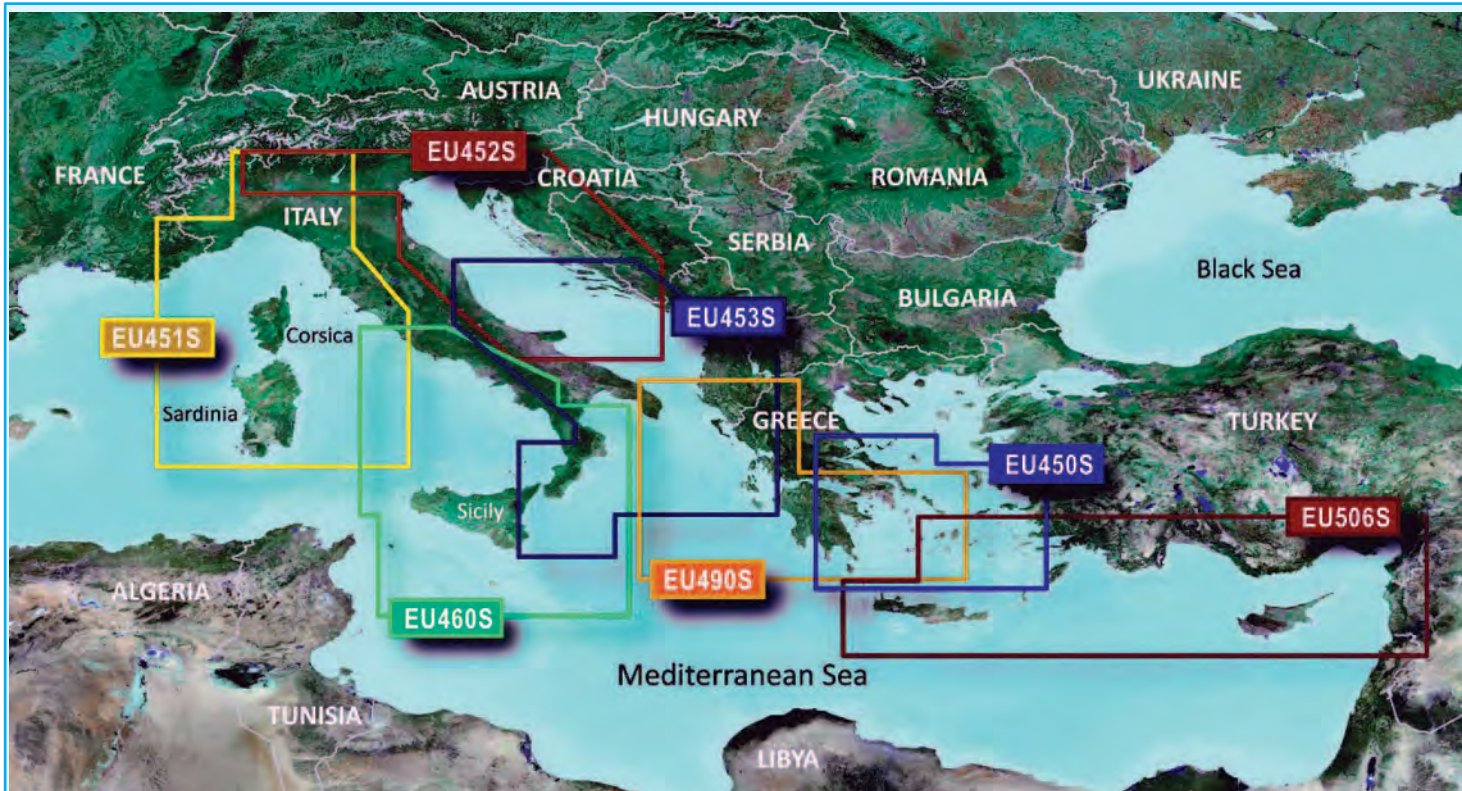 UKRAINE
AUSTRIA
HUNGARY
EU452S
FRANCE
CROATIA
ROMANIA
ITALY
SERBIA
Black Sea
BULGARIA
EU453S
EU451S
Corsica
Sardinia
GREECE
TURKEY
EU450S
Sicily
EU506S
EU490S
ALGERIA
EU460S
Mediterranean Sea
TUNISIA
LIBYA